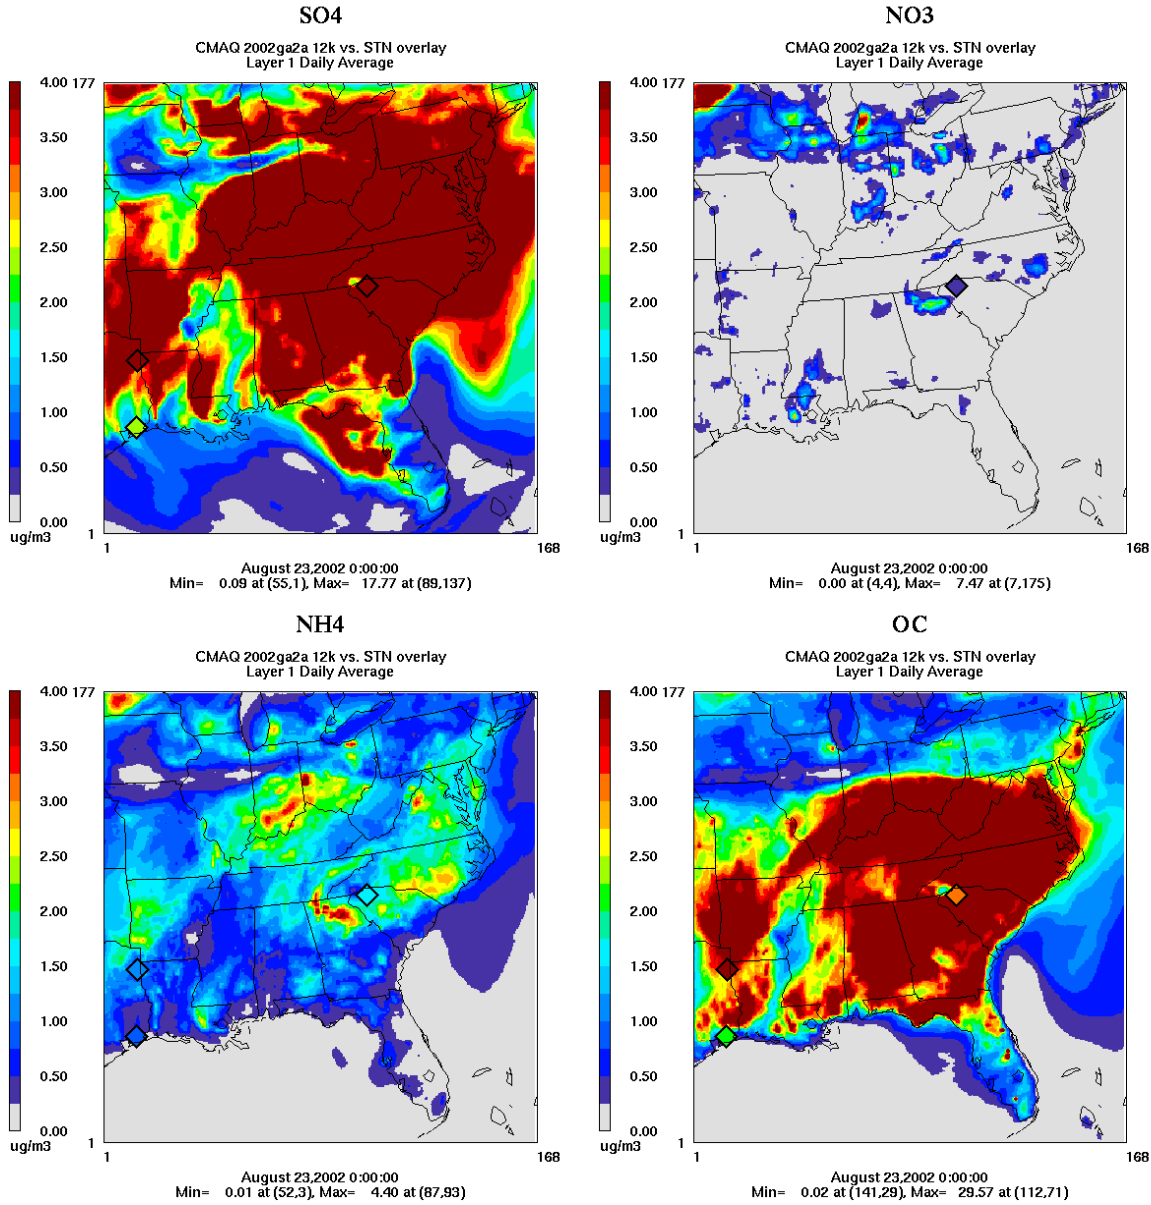 SO4
CMAQ 2002ga2a 12k vs. STN overlay
Layer 1 Daily Average
4.00 177
3.50
3.00
2.50
2.00
1.50
1.00
0.50
0.00
ug/m3
1
1
168
August 23,2002 0:00:00
Min= 0.09 at (55,1), Max= 17.77 at (89,137)
NO3
CMAQ 2002ga2a 12k vs. STN overlay
Layer 1 Daily Average
4.00 177
3.50
3.00
2.50
2.00
1.50
1.00
0.50
0.00
ug/m3
1
1
168
August 23,2002 0:00:00
Min= 0.00 at (4,4), Max= 7.47 at (7,175)
NH4
CMAQ 2002ga2a 12k vs. STN overlay
Layer 1 Daily Average
4.00 177
3.50
3.00
2.50
2.00
1.50
1.00
0.50
0.00
ug/m3
1
1
168
August 23,2002 0:00:00
Min= 0.01 at (52,3), Max= 4.40 at (87,93)
OC
CMAQ 2002ga2a 12k vs. STN overlay
Layer 1 Daily Average
4.00 177
3.50
3.00
2.50
2.00
1.50
1.00
0.50
0.00
ug/m3
1
1
168
August 23,2002 0:00:00
Min= 0.02 at (141,29), Max= 29.57 at (112,71)